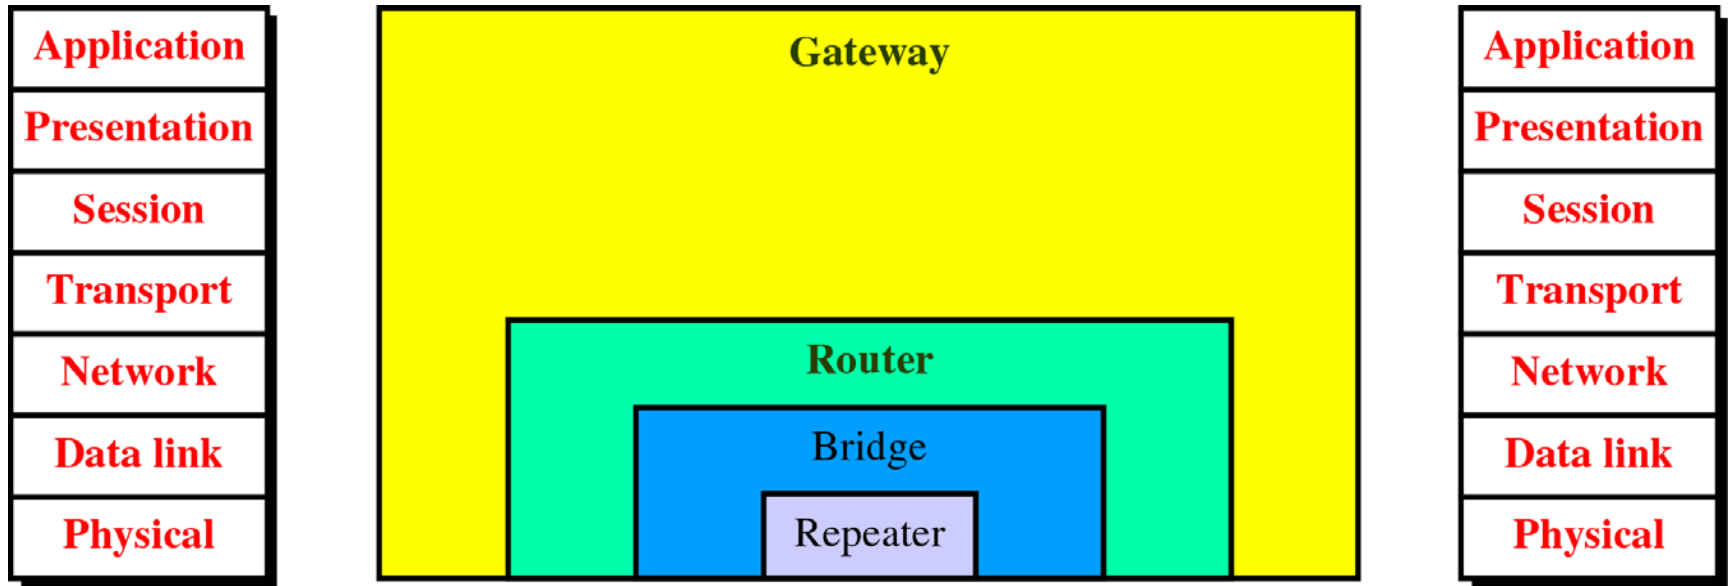 Application
Presentation
Session
Transport
Network
Data link
Physical
Gateway
Router
Bridge
Repeater
Application
Presentation
Session
Transport
Network
Data link
Physical